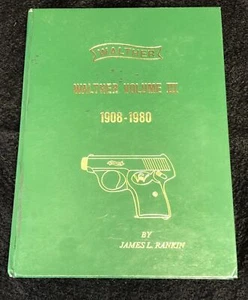 WALTHER
WALTHER VOLUME III
1908-1980
BY
JAMES L. RANKIN